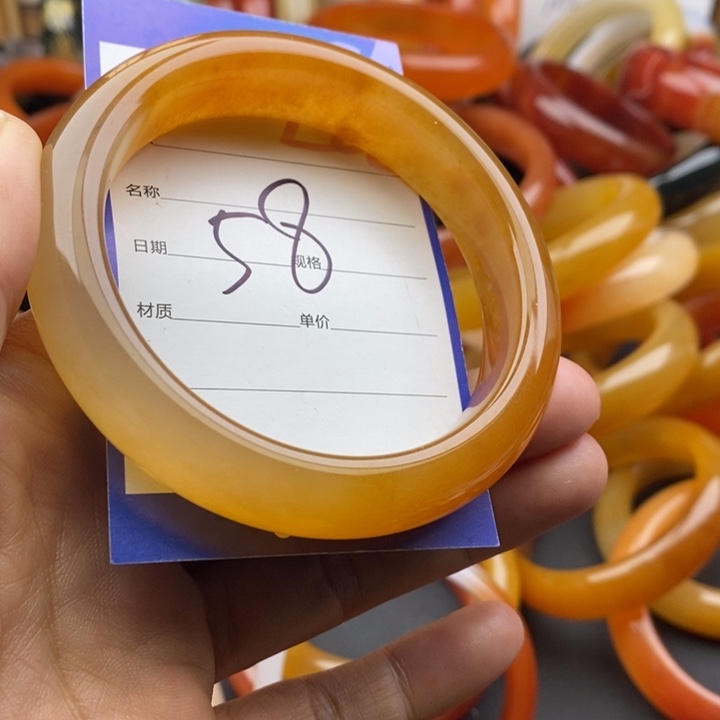 名称
58
日期 规格
材质 单价